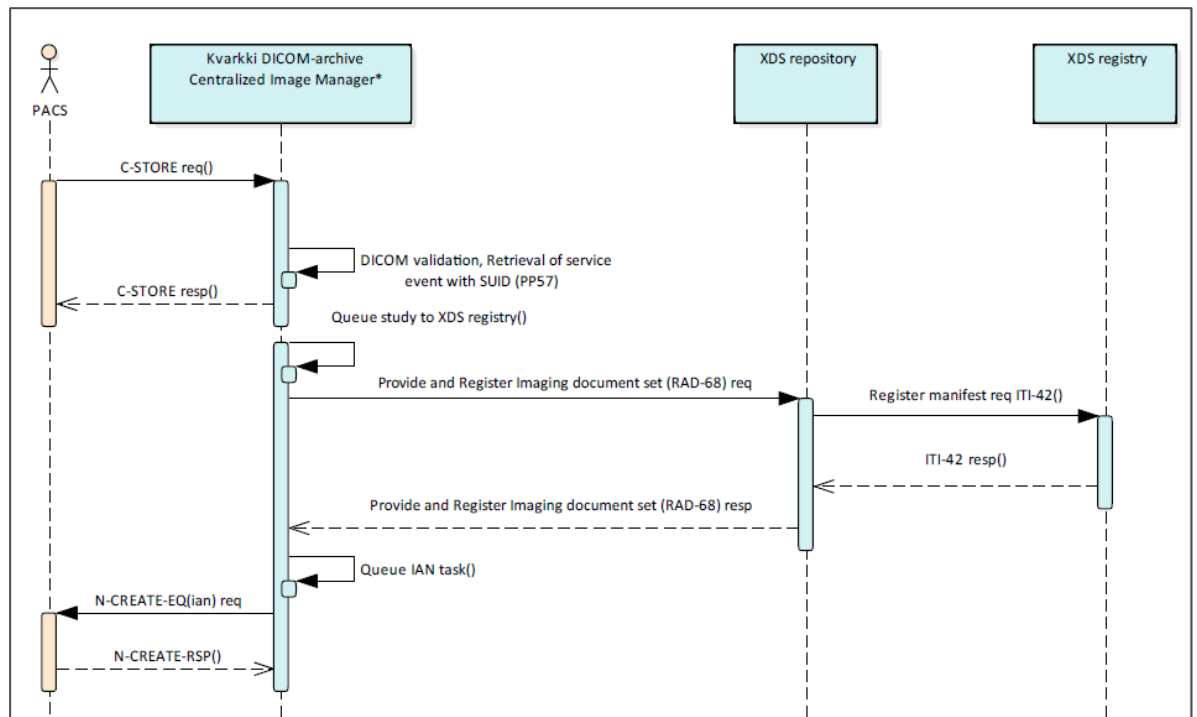 Kvarkki DICOM-archive
Centralized Image Manager*
XDS repository
XDS registry
PACS
C-STORE req()
DICOM validation, Retrieval of service
event with SUID (PP57)
C-STORE resp()
Queue study to XDS registry()
Provide and Register Imaging document set (RAD-68) req
Register manifest req ITI-42()
ITI-42 resp()
Provide and Register Imaging document set (RAD-68) resp
Queue IAN task()
N-CREATE-EQ(ian) req
N-CREATE-RSP()